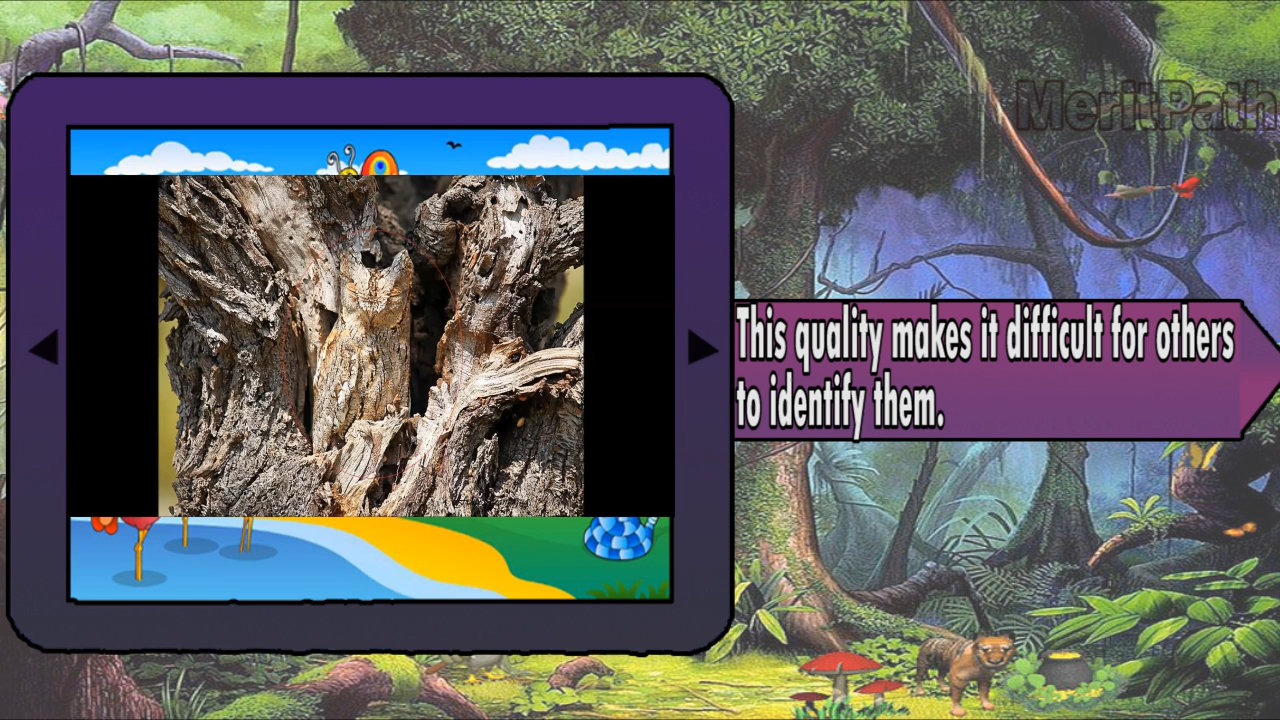 MeritPath
This quality makes it difficult for others
to identify them.